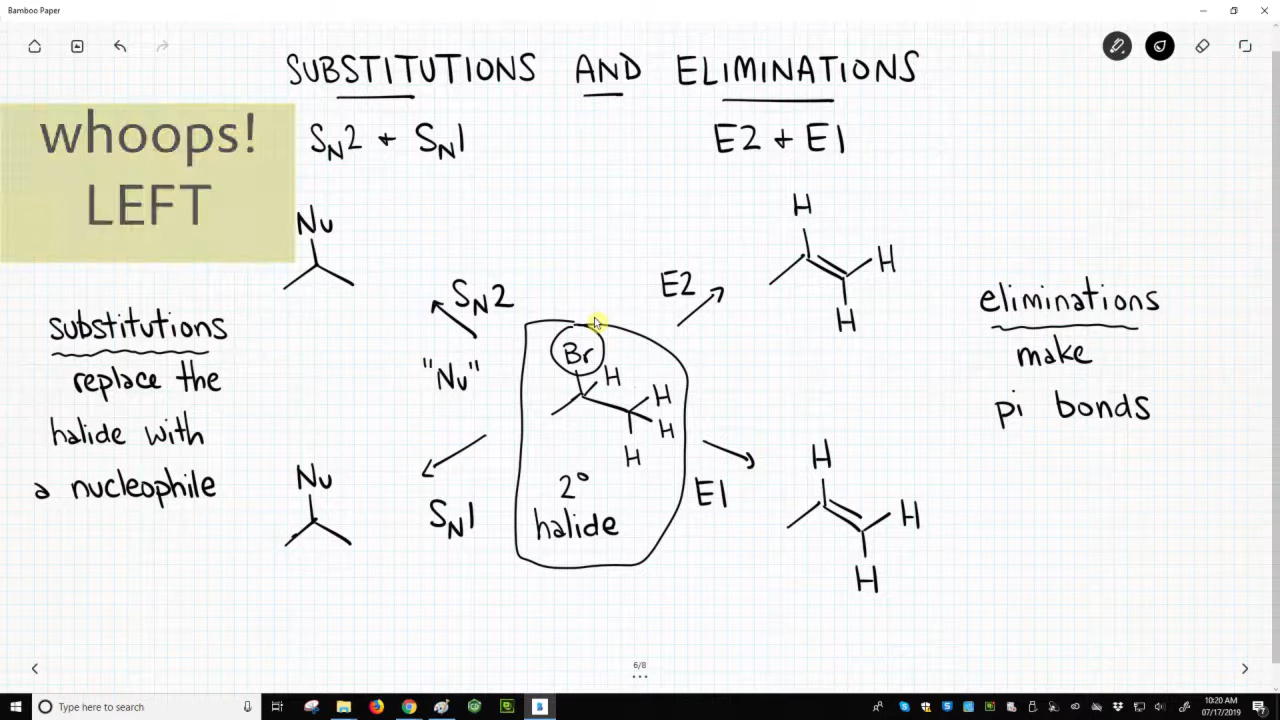 Bamboo Paper
SUBSTITUTIONS AND ELIMINATIONS
whoops!
LEFT
SN2 + SN1
E2 + E1
Nu
H
H
H
SN2
E2
substitutions
replace the
halide with
a nucleophile
"Nu"
Br
H
H
H
H
2°
halide
eliminations
make
pi bonds
Nu
SN1
E1
H
H
H
6/8
Type here to search
10:20 AM
07/17/2019